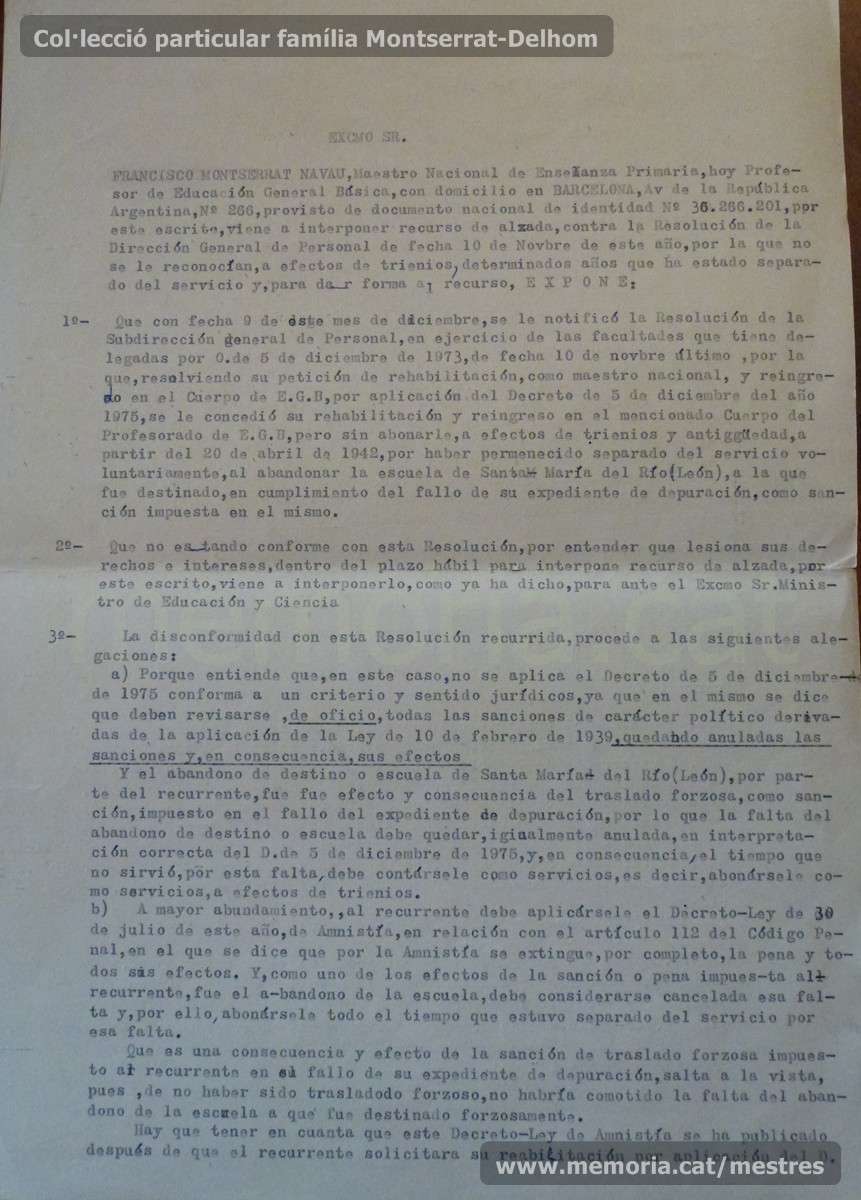 Col·lecció particular família Montserrat-Delhom
EXCMO SR.
FRANCISCO MONTSERRAT NAVAU,Maestro Nacional de Enseñanza Primaria,hoy Profe-
sor de Educación General Básica,con domicilio en BARCELONA,Av de la República
Argentina,Nº 266,provisto de documento nacional de identidad Nº 36.266.201,por
este escrito,viene a interponer recurso de alzada,contra la Resolución de la
Dirección General de Personal de fecha 10 de Novbre de este año,por la que no
se le reconocían,a efectos de trienios,determinados años que ha estado separa-
do del servicio y,para dar forma al recurso, E X P O N E:
1º- Que con fecha 9 de este mes de diciembre,se le notificó la Resolución de la
Subdirección general de Personal,en ejercicio de las facultades que tiene de-
legadas por O.de 5 de diciembre de 1973,de fecha 10 de novbre último ,por la
que,resolviendo su petición de rehabilitación,como maestro nacional, y reingre-
do en el Cuerpo de E.G.B,por aplicación del Decreto de 5 de diciembre del año
1975,se le concedió su rehabilitación y reingreso en el mencionado Cuerpo del
Profesorado de E.G.B,pero sin abonarle,a efectos de trienios y antiggüedad,a
partir del 20 de abril de 1942,por haber permenecido separado del servicio vo-
luntariamente,al abandonar la escuela de Santa María del Río(León),a la que
fue destinado,en cumplimiento del fallo de su expediente de depuración,como san-
ción impuesta en el mismo.
2º- Que no estando conforme con esta Resolución,por entender que lesiona sus de-
rechos e intereses,dentro del plazo hábil para interpone recurso de alzada,por
este escrito,viene a interponerlo,como ya ha dicho,para ante el Excmo Sr.Minis-
tro de Educación y Ciencia
3º- La disconformidad con esta Resolución recurrida,procede a las siguientes ale-
gaciones:
a) Porque entiende que,en este caso,no se aplica el Decreto de 5 de diciembre de
de 1975 conforma a un criterio y sentido jurídicos,ya que en el mismo se dice
que deben revisarse ,de oficio,todas las sanciones de carácter político deriva-
das de la aplicación de la Ley de 10 de febrero de 1939,quedando anuladas las
sanciones y,en consecuencia,sus efectos
Y el abandono de destino o escuela de Santa María del Río(León),por par-
te del recurrente,fue fue efecto y consecuencia del traslado forzosa,como san-
ción,impuesto en el fallo del expediente de depuración,por lo que la falta del
abandono de destino o escuela debe quedar,igiualmente anulada,en interpreta-
ción correcta del D.de 5 de diciembre de 1975,y,en consecuencia,el tiempo que
no sirvió,por esta falta,debe contársele como servicios,es decir,abonársele co-
mo servicios,a efectos de trienios.
b) A mayor abundamiento,,al recurrente debe aplicársele el Decreto-Ley de 30
de julio de este año,de Amnistía,en relación con el artículo 112 del Código Pe-
nal,en el que se dice que por la Amnistía se extingue,por completo,la pena y to-
dos sus efectos. Y,como uno de los efectos de la sanción o pena impues-ta al
recurrente,fue el a-bandono de la escuela,debe considerarse cancelada esa fal-
ta y,por ello,abonársele todo el tiempo que estuvo separado del servicio por
esa falta.
Que es una consecuencia y efecto de la sanción de traslado forzosa impues-
to al recurrente en su fallo de su expediente de depuración,salta a la vista,
pues ,de no haber sido trasladodo forzoso,no habría comotido la falta del aban-
dono de la escuela a que fue destinado forzosamente.
Hay que tener en cuanta que este Decreto-Ley de Amnistía se ha publicado
después de que el recurrente solicitara su reabilitación por aplicación del D.
www.memoria.cat/mestres